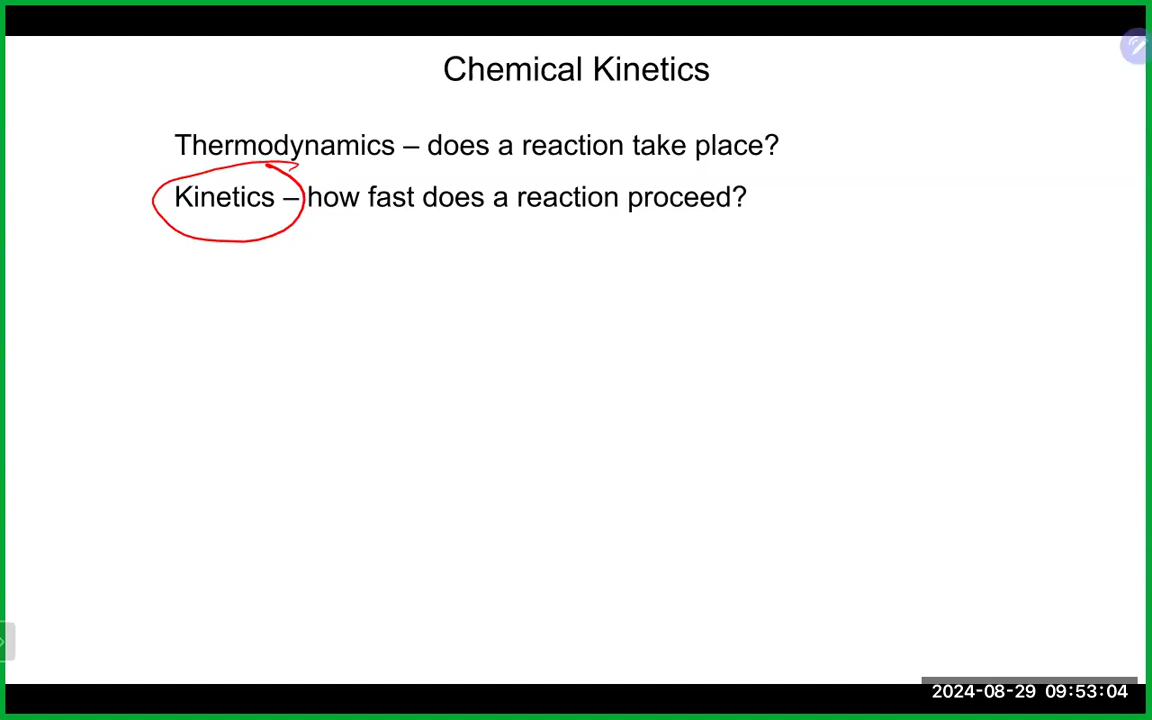 Chemical Kinetics
Thermodynamics – does a reaction take place?
Kinetics – how fast does a reaction proceed?
2024-08-29 09:53:04